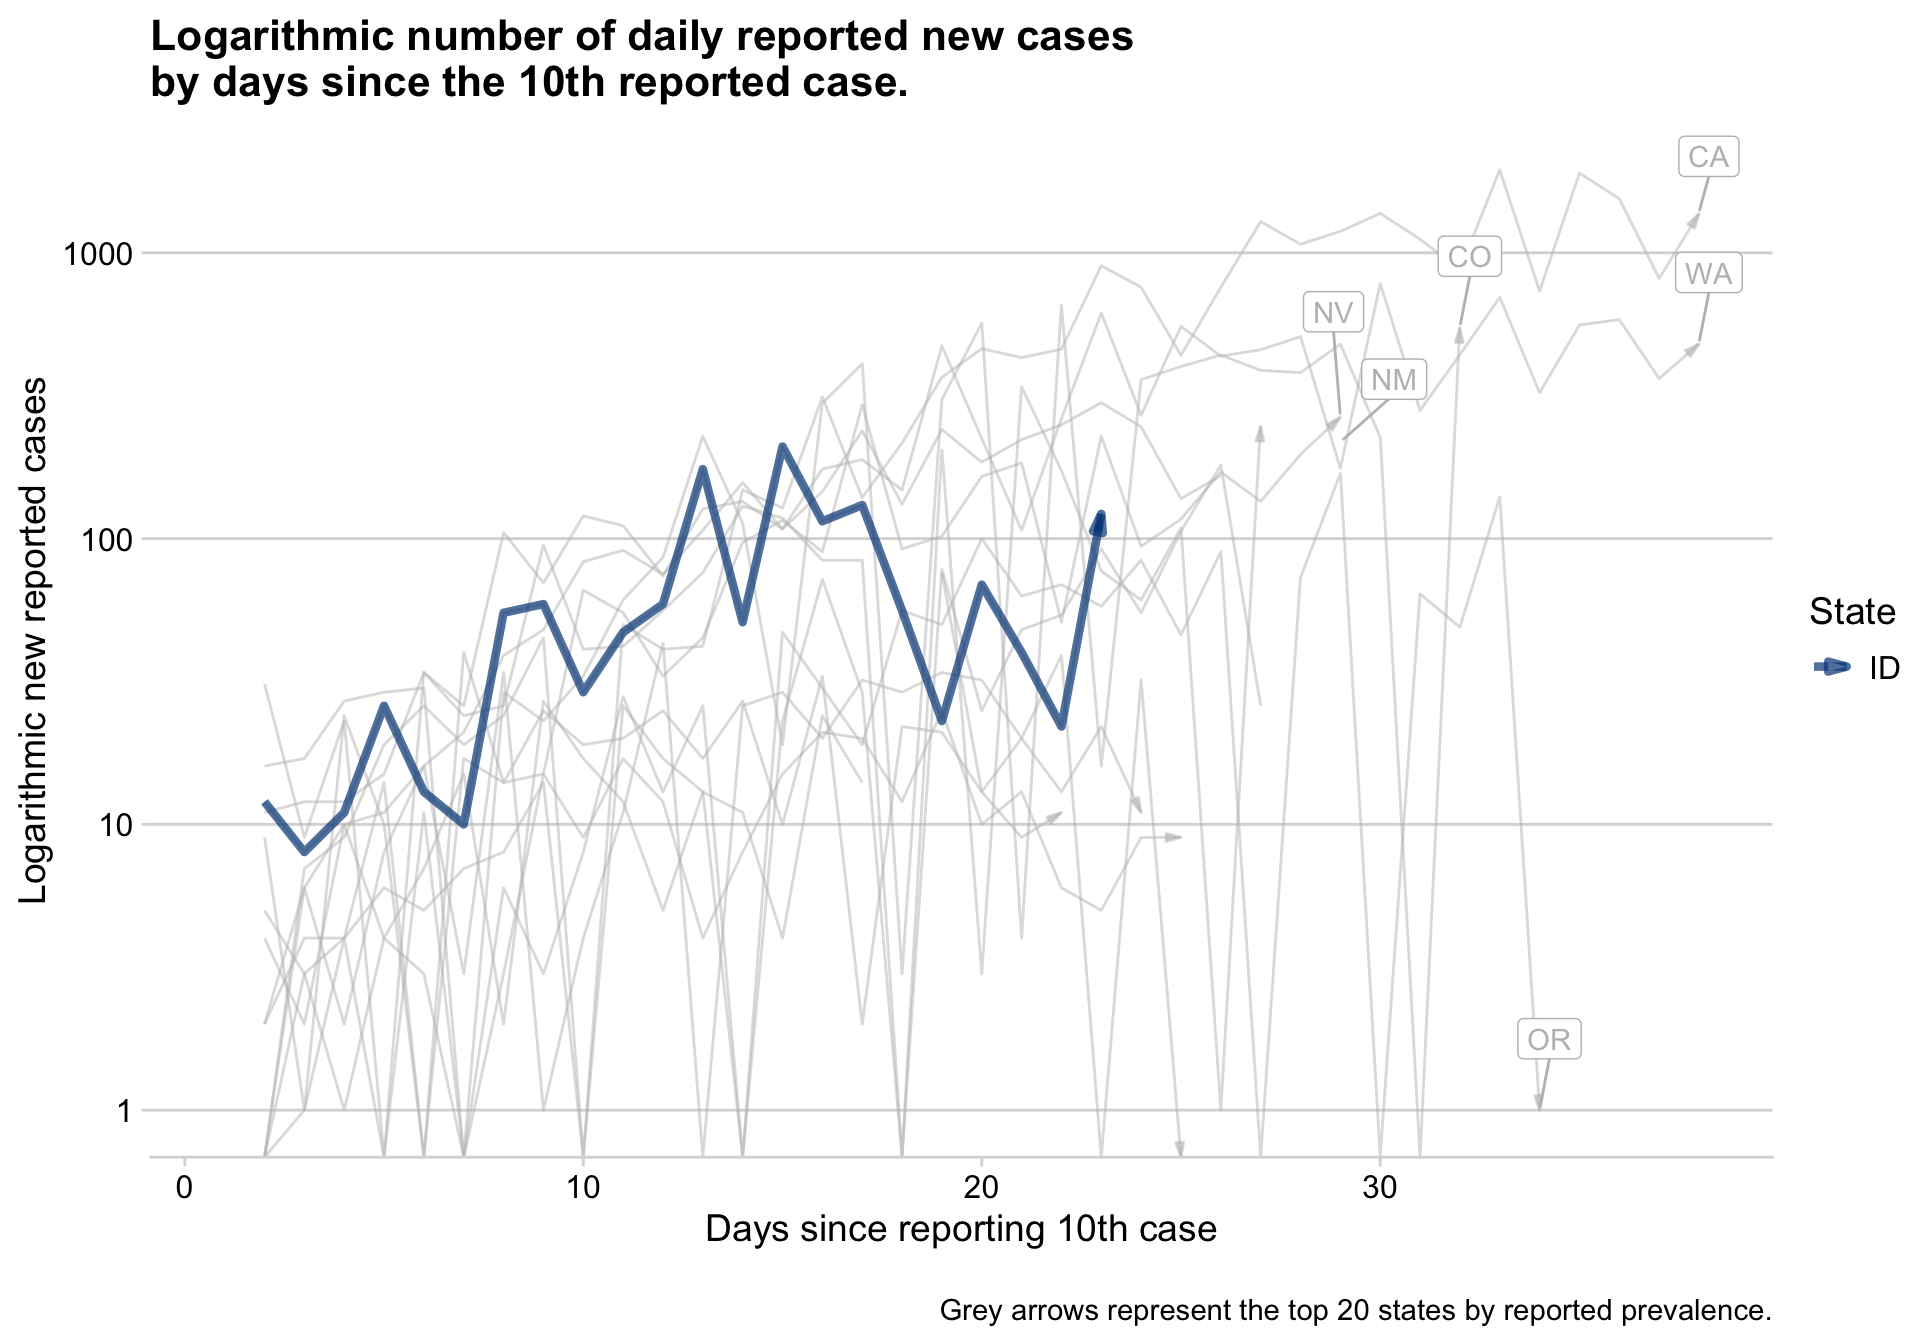 Logarithmic number of daily reported new cases
by days since the 10th reported case.
CA
1000
CO
WA
NV
NM
100
10
OR
1
Logarithmic new reported cases
State
ID
0
10
20
30
Days since reporting 10th case
Grey arrows represent the top 20 states by reported prevalence.